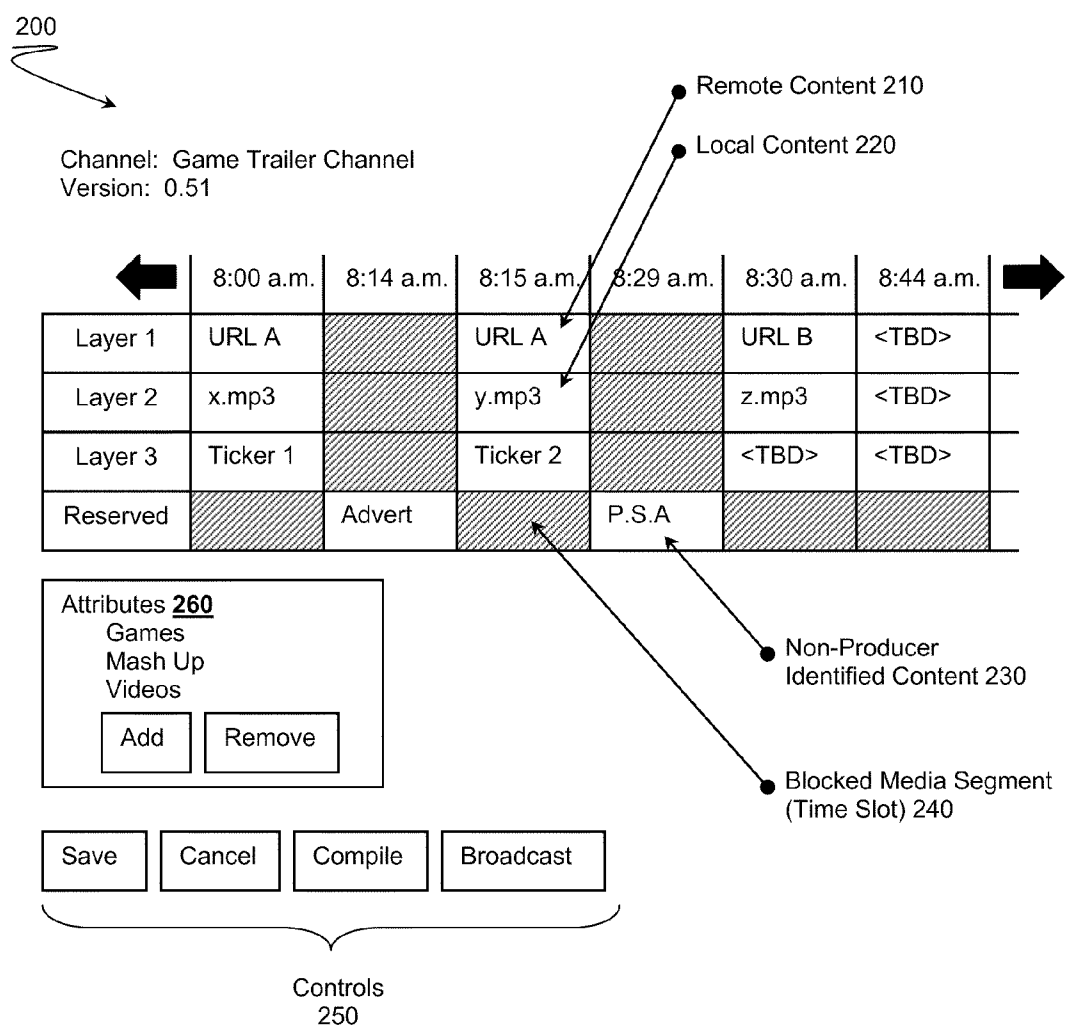 200
Remote Content 210
Local Content 220
Channel: Game Trailer Channel
Version: 0.51
8:00 a.m. 8:14 a.m. 8:15 a.m. 8:29 a.m. 8:30 a.m. 8:44 a.m.
Layer 1 URL A URL A URL B <TBD>
Layer 2 x.mp3 y.mp3 z.mp3 <TBD>
Layer 3 Ticker 1 Ticker 2 <TBD> <TBD>
Reserved Advert P.S.A
Attributes 260
Games
Mash Up
Videos
Add Remove
Non-Producer
Identified Content 230
Blocked Media Segment
(Time Slot) 240
Save Cancel Compile Broadcast
Controls
250